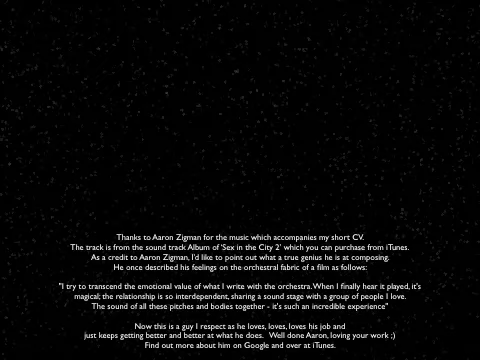 Thanks to Aaron Zigman for the music which accompanies my short CV.
The track is from the sound track Album of 'Sex in the City 2' which you can purchase from iTunes.
As a credit to Aaron Zigman, I'd like to point out what a true genius he is at composing.
He once described his feelings on the orchestral fabric of a film as follows:
"I try to transcend the emotional value of what I write with the orchestra. When I finally hear it played, it's
magical; the relationship is so interdependent, sharing a sound stage with a group of people I love.
The sound of all these pitches and bodies together - it's such an incredible experience"
Now this is a guy I respect as he loves, loves, loves his job and
just keeps getting better and better at what he does.  Well done Aaron, loving your work ;)
Find out more about him on Google and over at iTunes.